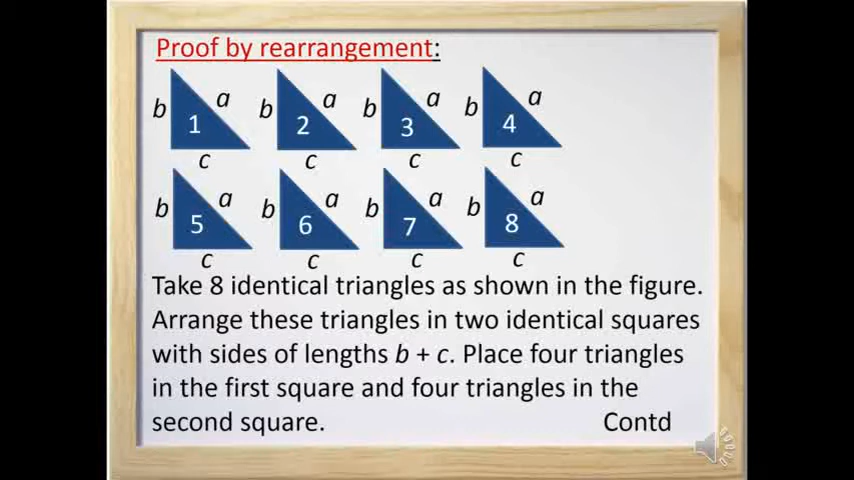 Proof by rearrangement:
b a b a b a b a
1 2 3 4
c c c c
b a b a b a b a
5 6 7 8
c c c c
Take 8 identical triangles as shown in the figure.
Arrange these triangles in two identical squares
with sides of lengths b + c. Place four triangles
in the first square and four triangles in the
second square. Contd